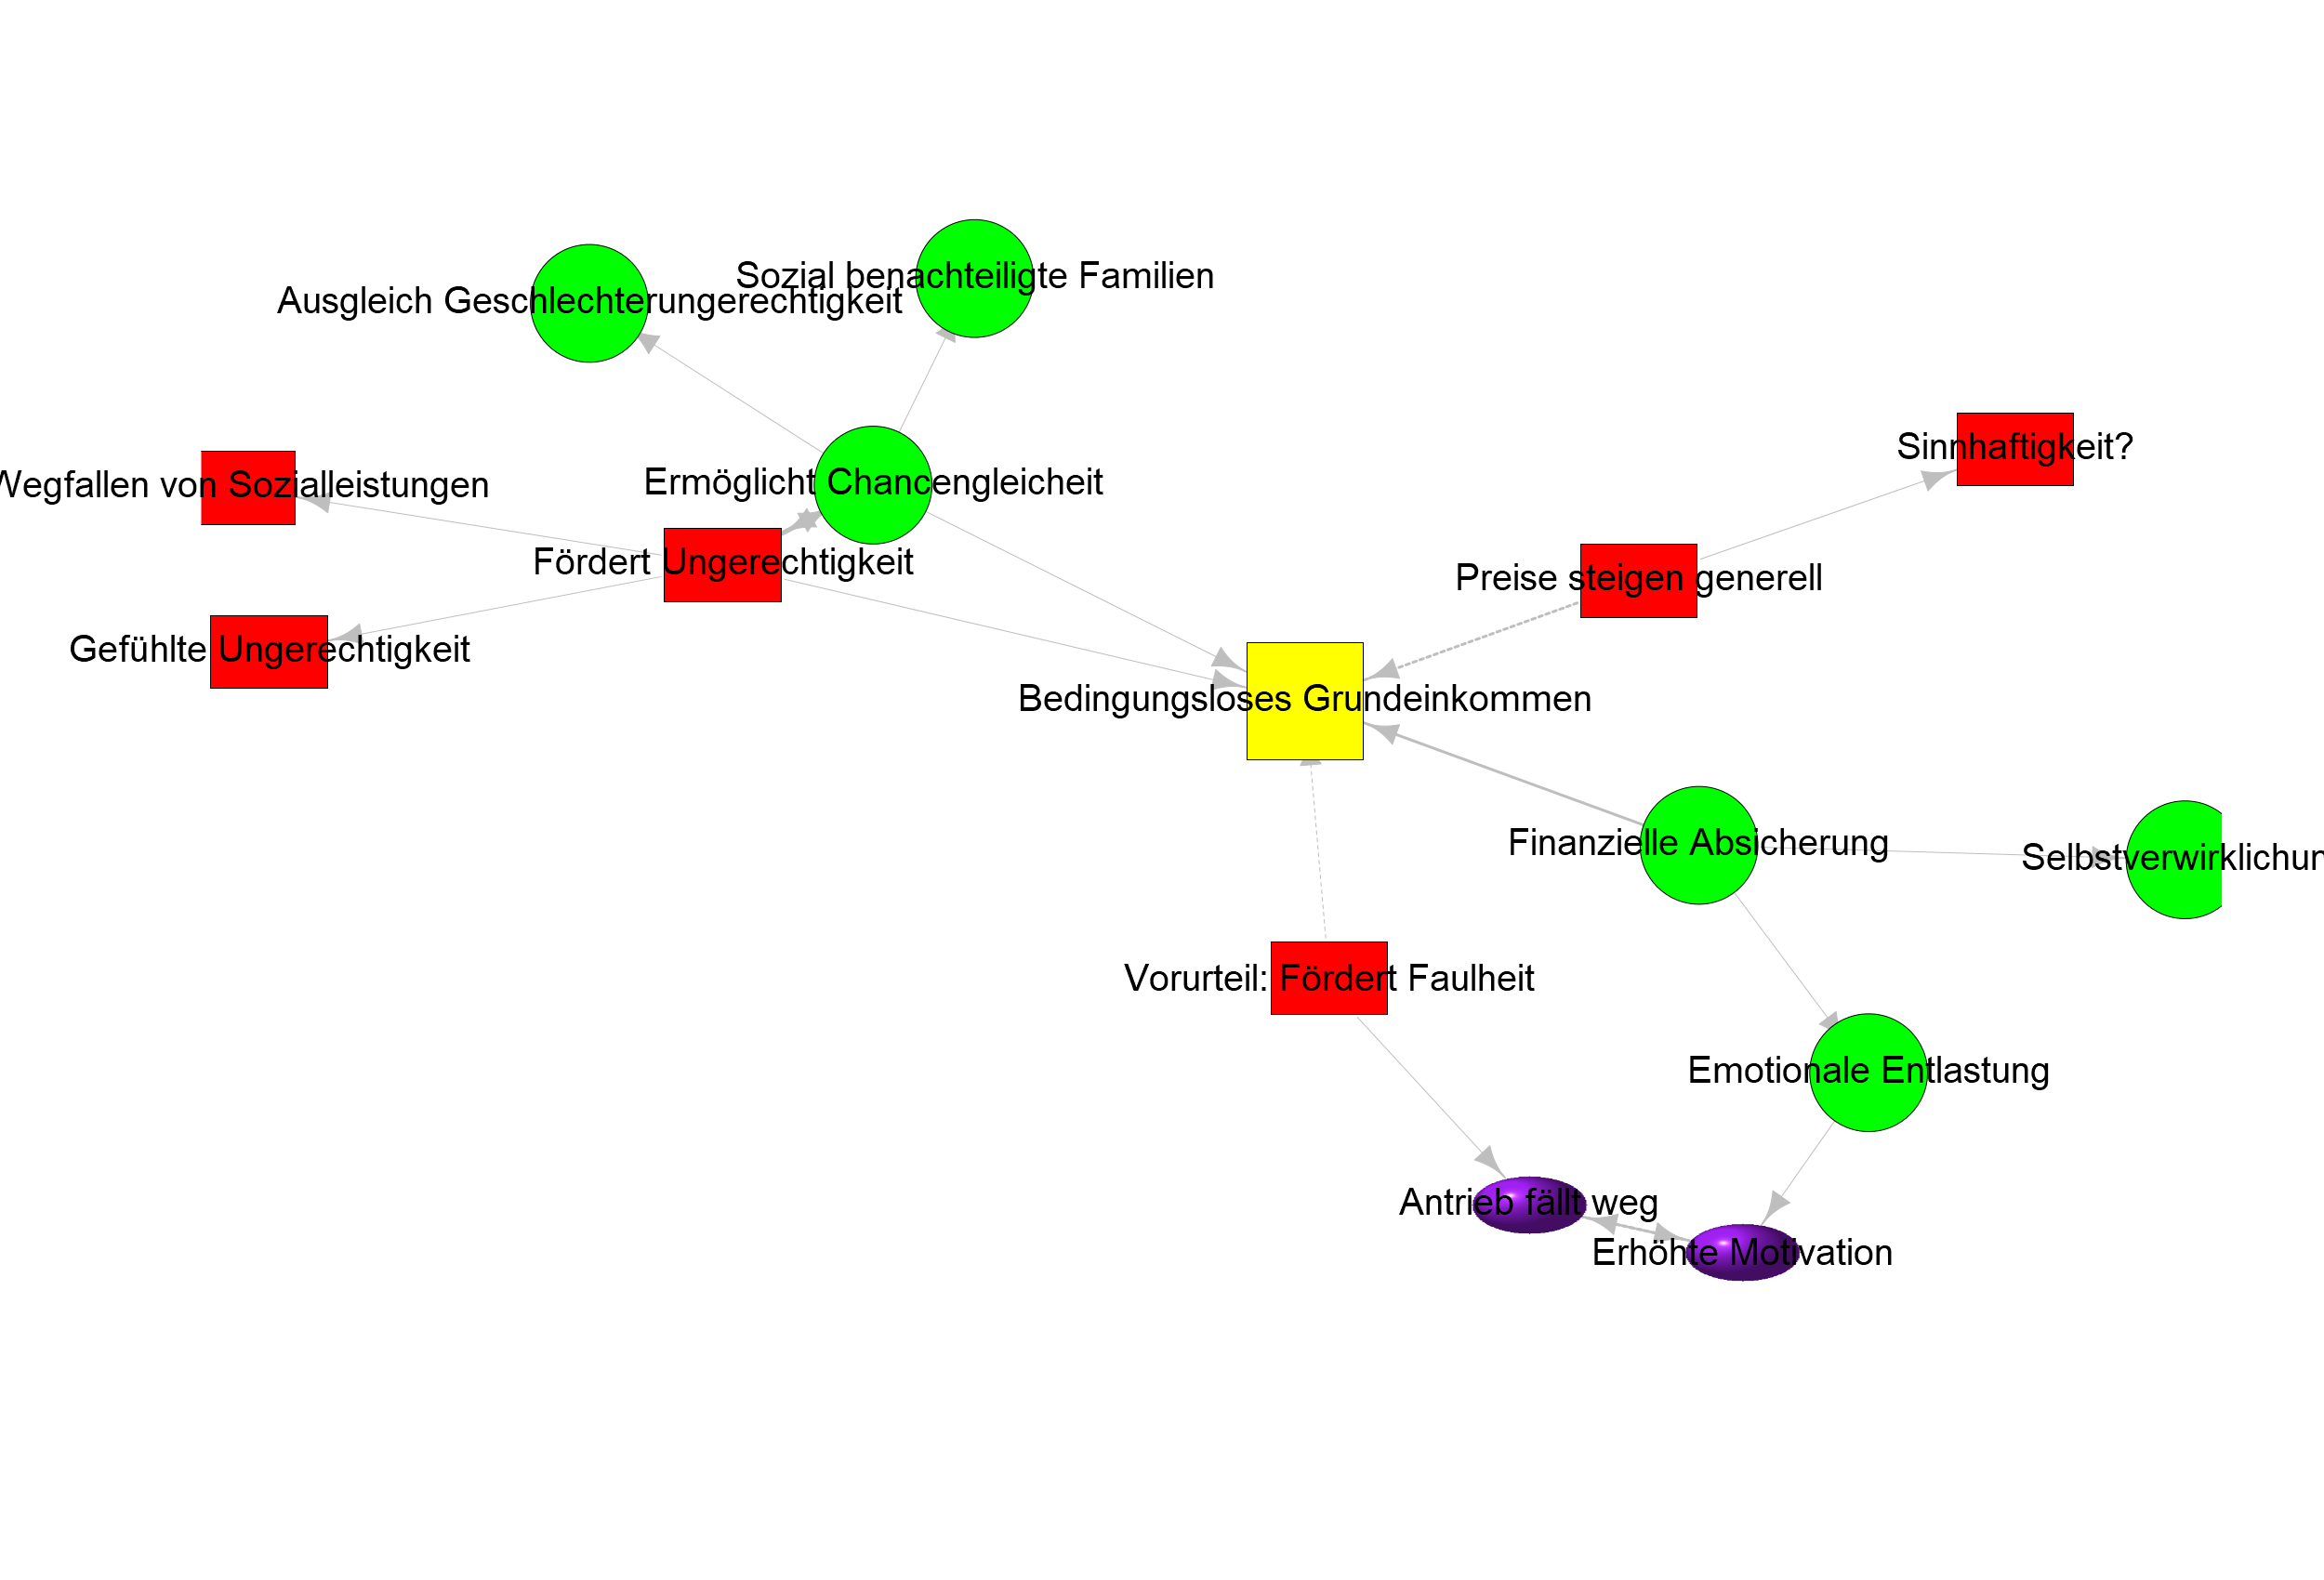 Sozial benachteiligte Familien
Ausgleich Geschlechterungerechtigkeit
Sinnhaftigkeit?
Ermöglicht Chancengleicheit
Wegfallen von Sozialleistungen
Fördert Ungerechtigkeit
Preise steigen generell
Gefühlte Ungerechtigkeit
Bedingungsloses Grundeinkommen
Finanzielle Absicherung
Selbstverwirklichun
Vorurteil: Fördert Faulheit
Emotionale Entlastung
Antrieb fällt weg
Erhöhte Motivation